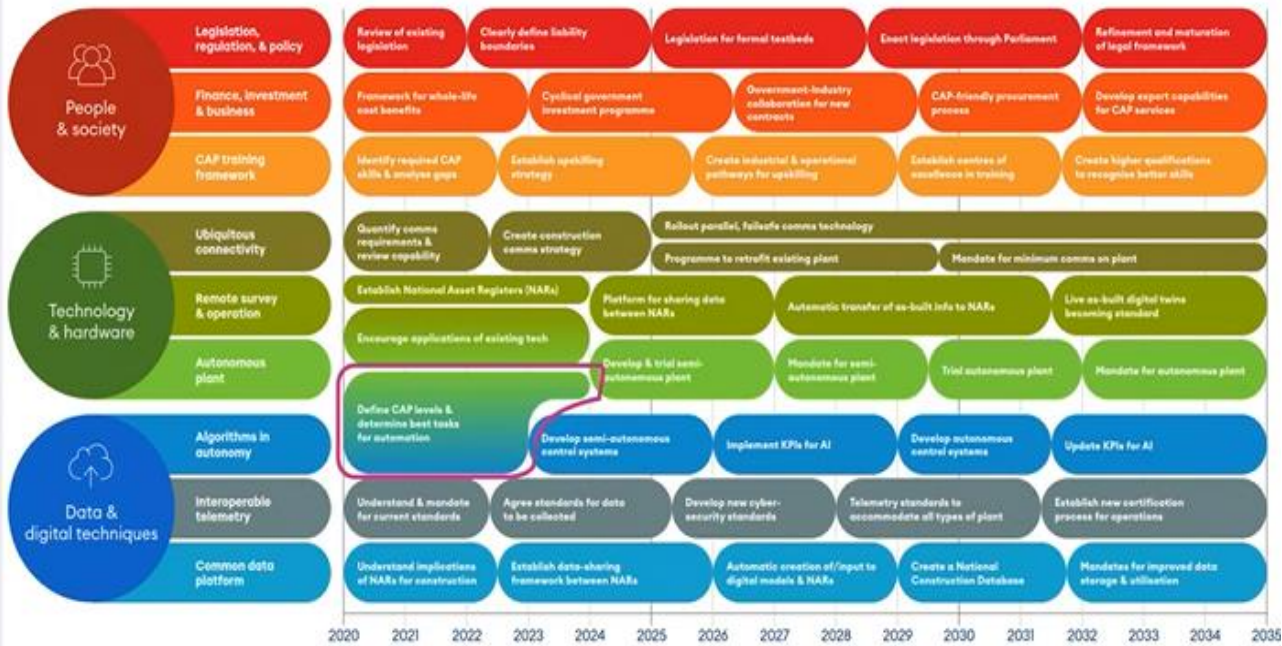 People
& society
Legislation,
regulation, & policy
Review of existing
legislation
Clearly define liability
boundaries
Legislation for formal testbeds
Enact legislation through Parliament
Refinement and maturation
of legal framework
Finance, investment
& business
Framework for whole-life
cost benefits
Cyclical government
investment programme
Government-Industry
collaboration for new
contracts
CAP-friendly procurement
process
Develop export capabilities
for CAP services
CAP training
framework
Identify required CAP
skills & analyse gaps
Establish upskilling
strategy
Create industrial & operational
pathways for upskilling
Establish centres of
excellence in training
Create higher qualifications
to recognise better skills
Technology
& hardware
Ubiquitous
connectivity
Quantify comms
requirements &
review capability
Create construction
comms strategy
Rollout parallel, failsafe comms technology
Programme to retrofit existing plant
Mandate for minimum comms on plant
Remote survey
& operation
Establish National Asset Registers (NARs)
Encourage applications of existing tech
Platform for sharing data
between NARs
Automatic transfer of as-built info to NARs
Live as-built digital twins
becoming standard
Autonomous
plant
Define CAP levels &
determine best tasks
for automation
Develop & trial semi-
autonomous plant
Mandate for semi-
autonomous plant
Trial autonomous plant
Mandate for autonomous plant
Data &
digital techniques
Algorithms in
autonomy
Develop semi-autonomous
control systems
Implement KPIs for AI
Develop autonomous
control systems
Update KPIs for AI
Interoperable
telemetry
Understand & mandate
for current standards
Agree standards for data
to be collected
Develop new cyber-
security standards
Telemetry standards to
accommodate all types of plant
Establish new certification
process for operations
Common data
platform
Understand implications
of NARs for construction
Establish data-sharing
framework between NARs
Automatic creation of/input to
digital models & NARs
Create a National
Construction Database
Mandates for improved data
storage & utilisation
2020 2021 2022 2023 2024 2025 2026 2027 2028 2029 2030 2031 2032 2033 2034 2035